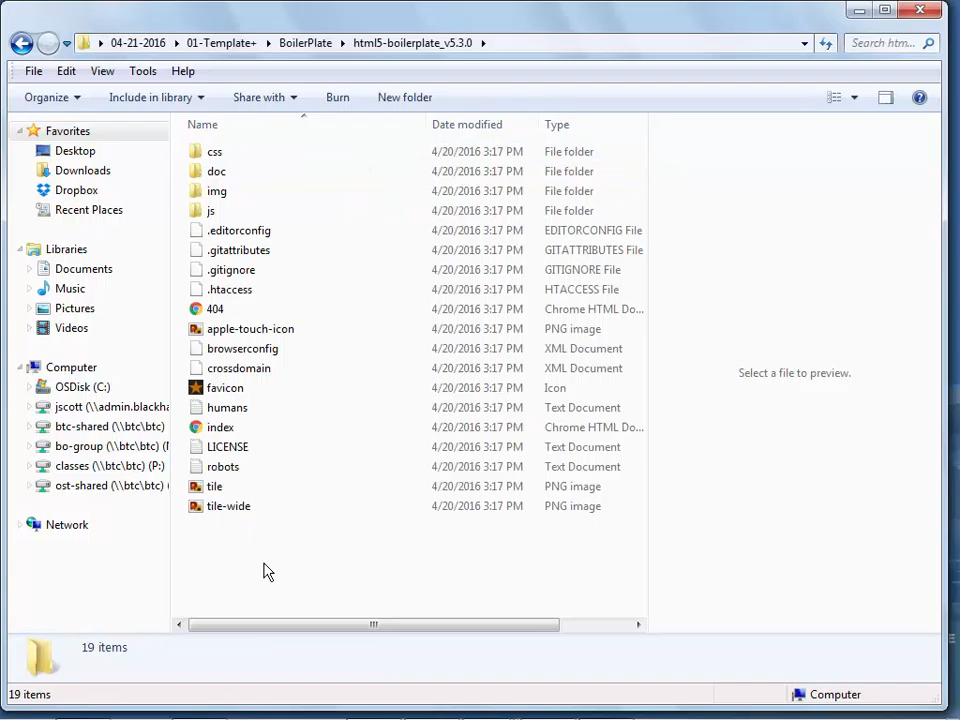 04-21-2016 01-Template+ BoilerPlate html5-boilerplate_v5.3.0 Search htm...
File Edit View Tools Help
Organize Include in library Share with Burn New folder
Favorites
Desktop
Downloads
Dropbox
Recent Places
Libraries
Documents
Music
Pictures
Videos
Computer
OSDisk (C:)
jscott (\\admin.blackha
btc-shared (\\btc\btc) (
bo-group (\\btc\btc) (N
classes (\\btc\btc) (P:)
ost-shared (\\btc\btc) (
Network
Name Date modified Type
css 4/20/2016 3:17 PM File folder
doc 4/20/2016 3:17 PM File folder
img 4/20/2016 3:17 PM File folder
js 4/20/2016 3:17 PM File folder
.editorconfig 4/20/2016 3:17 PM EDITORCONFIG File
.gitattributes 4/20/2016 3:17 PM GITATTRIBUTES File
.gitignore 4/20/2016 3:17 PM GITIGNORE File
.htaccess 4/20/2016 3:17 PM HTACCESS File
404 4/20/2016 3:17 PM Chrome HTML Do...
apple-touch-icon 4/20/2016 3:17 PM PNG image
browserconfig 4/20/2016 3:17 PM XML Document
crossdomain 4/20/2016 3:17 PM XML Document
favicon 4/20/2016 3:17 PM Icon
humans 4/20/2016 3:17 PM Text Document
index 4/20/2016 3:17 PM Chrome HTML Do...
LICENSE 4/20/2016 3:17 PM Text Document
robots 4/20/2016 3:17 PM Text Document
tile 4/20/2016 3:17 PM PNG image
tile-wide 4/20/2016 3:17 PM PNG image
Select a file to preview.
19 items
19 items Computer